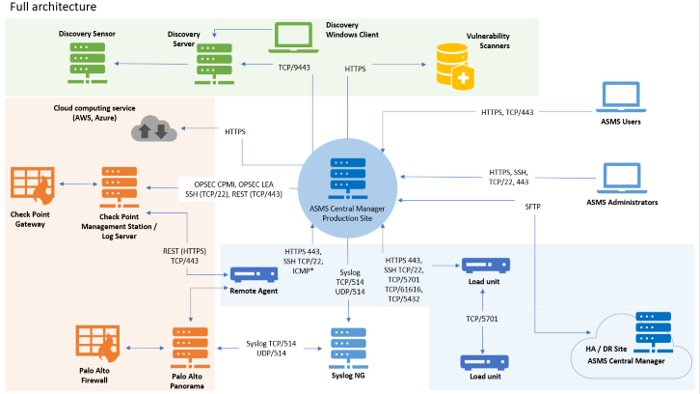 Full architecture
Discovery Sensor
Discovery
Server
Discovery
Windows Client
Vulnerability
Scanners
TCP/9443
HTTPS
Cloud computing service
(AWS, Azure)
HTTPS
HTTPS, TCP/443
ASMS Users
OPSEC CPMI, OPSEC LEA
SSH (TCP/22), REST (TCP/443)
HTTPS, SSH,
TCP/22, 443
ASMS Administrators
SFTP
ASMS Central Manager
Production Site
Check Point
Gateway
Check Point
Management Station /
Log Server
REST (HTTPS)
TCP/443
Remote Agent
HTTPS 443,
SSH TCP/22,
ICMP*
Syslog
TCP/514
UDP/514
HTTPS 443,
SSH TCP/22,
TCP/5701
TCP/61616,
TCP/5432
Load unit
TCP/5701
Load unit
HA / DR Site
ASMS Central Manager
Palo Alto
Firewall
Palo Alto
Panorama
Syslog TCP/514
UDP/514
Syslog NG